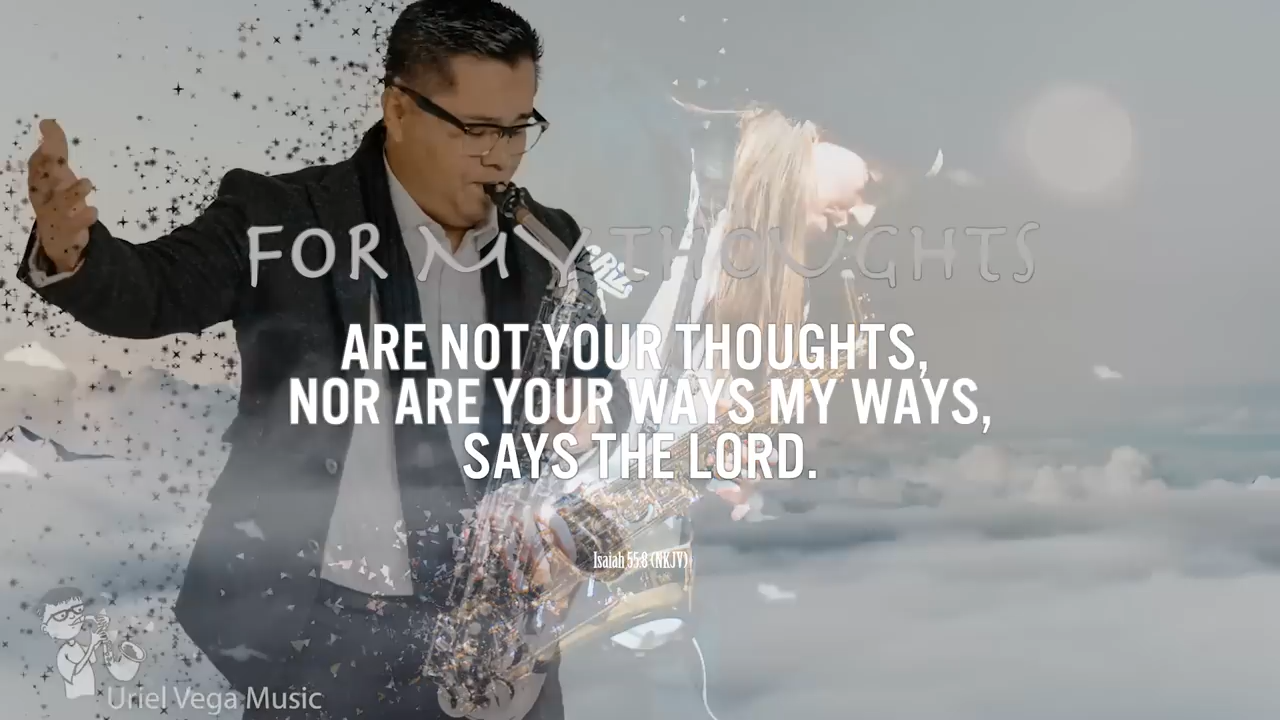 FOR MY THOUGHTS
ARE NOT YOUR THOUGHTS,
NOR ARE YOUR WAYS MY WAYS,
SAYS THE LORD.
Isaiah 55:8 (NKJV)
Uriel Vega Music